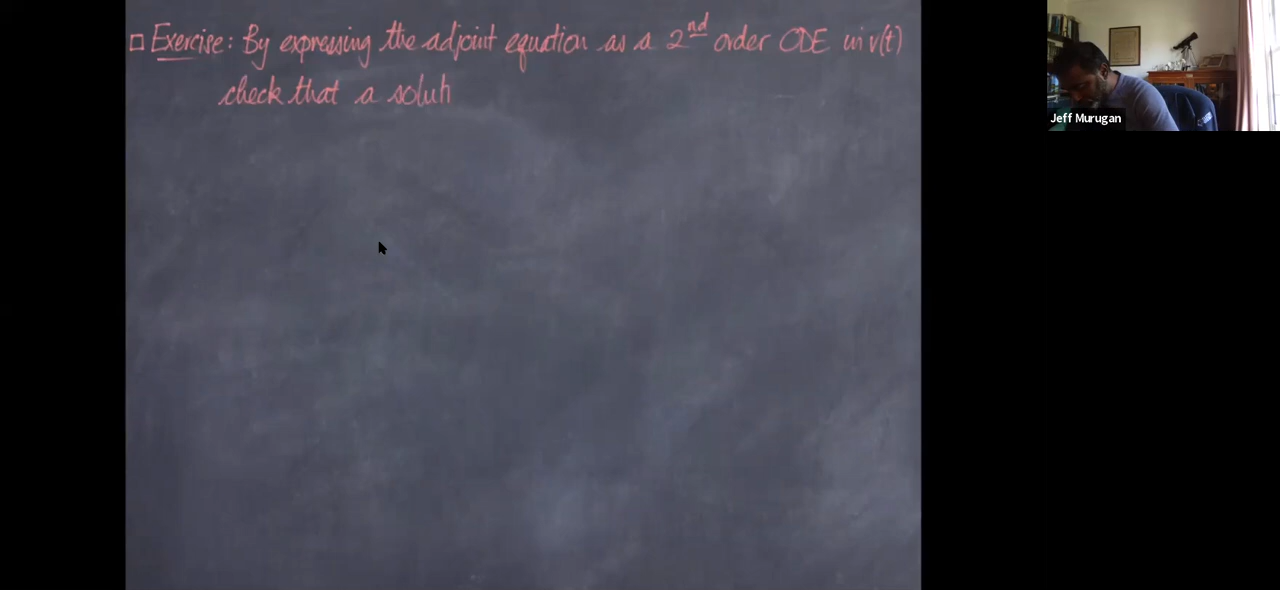 □ Exercise: By expressing the adjoint equation as a 2nd order ODE in v(t)
check that a soluti
Jeff Murugan